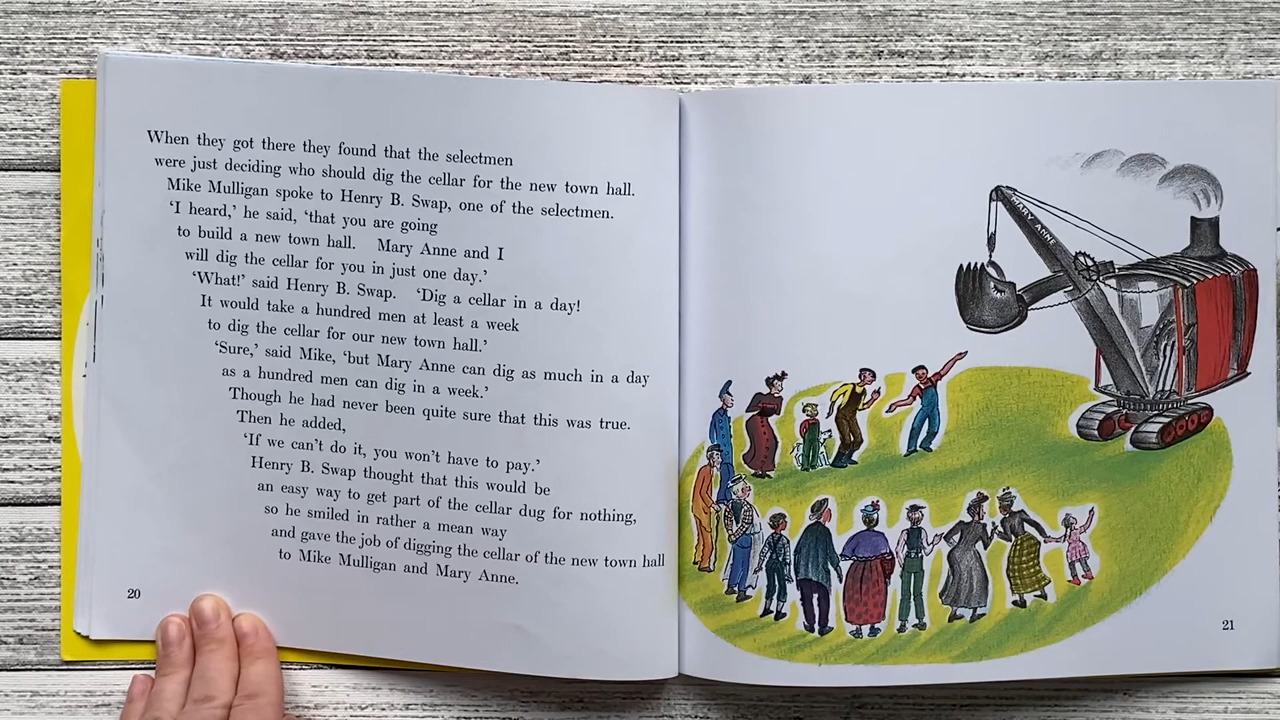 When they got there they found that the selectmen
were just deciding who should dig the cellar for the new town hall.
Mike Mulligan spoke to Henry B. Swap, one of the selectmen.
‘I heard,’ he said, ‘that you are going
to build a new town hall. Mary Anne and I
will dig the cellar for you in just one day.’
‘What!’ said Henry B. Swap. ‘Dig a cellar in a day!
It would take a hundred men at least a week
to dig the cellar for our new town hall.’
‘Sure,’ said Mike, ‘but Mary Anne can dig as much in a day
as a hundred men can dig in a week.’
Though he had never been quite sure that this was true.
Then he added,
‘If we can’t do it, you won’t have to pay.’
Henry B. Swap thought that this would be
an easy way to get part of the cellar dug for nothing,
so he smiled in rather a mean way
and gave the job of digging the cellar of the new town hall
to Mike Mulligan and Mary Anne.
20
MARY ANNE
21